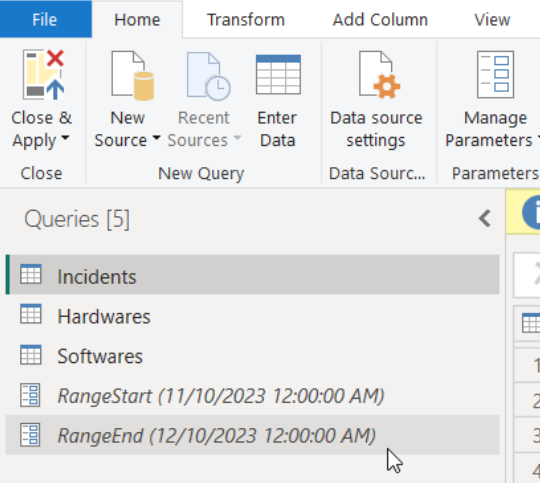 File Home Transform Add Column View
Close & New Recent Enter Data source Manage
Apply Source Sources Data settings Parameters
Close New Query Data Sourc... Parameters
Queries [5]
Incidents
Hardwares
Softwares
RangeStart (11/10/2023 12:00:00 AM)
RangeEnd (12/10/2023 12:00:00 AM)
1
2
3
4